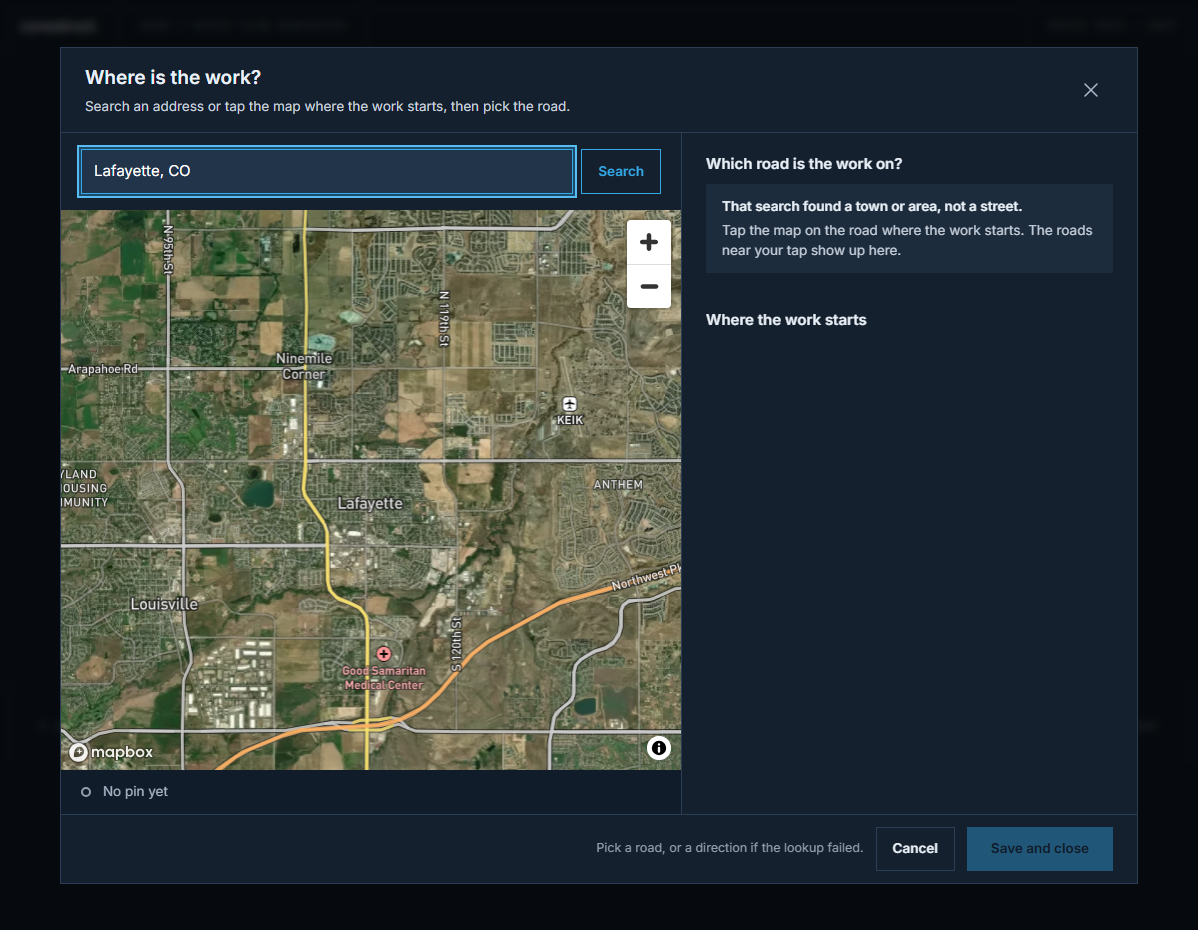 Where is the work?
Search an address or tap the map where the work starts, then pick the road.
Lafayette, CO
Search
N 95th St
N 119th St
Ninemile
Corner
Arapahoe Rd
KEIK
YLAND
OUSING
MMUNITY
ANTHEM
Lafayette
Northwest Pk
Louisville
S 120th St
Good Samaritan
Medical Center
mapbox
No pin yet
Which road is the work on?
That search found a town or area, not a street.
Tap the map on the road where the work starts. The roads
near your tap show up here.
Where the work starts
Pick a road, or a direction if the lookup failed.
Cancel
Save and close